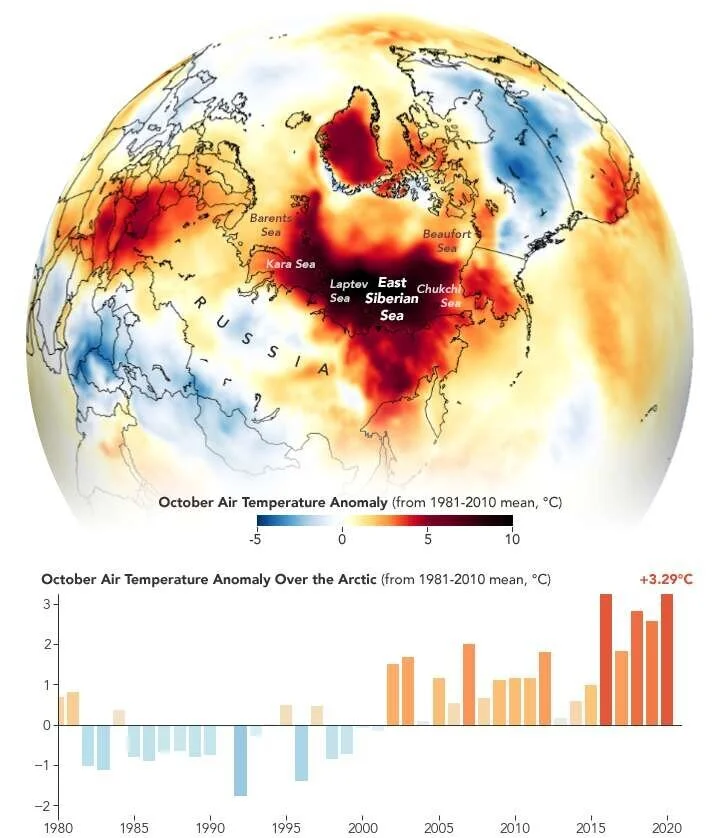 Barents
Sea
Beaufort
Sea
Kara Sea
Laptev
Sea
East
Siberian
Sea
Chukchi
Sea
RUSSIA
October Air Temperature Anomaly (from 1981-2010 mean, °C)
-5 0 5 10
October Air Temperature Anomaly Over the Arctic (from 1981-2010 mean, °C) +3.29°C
3
2
1
0
−1
−2
1980 1985 1990 1995 2000 2005 2010 2015 2020